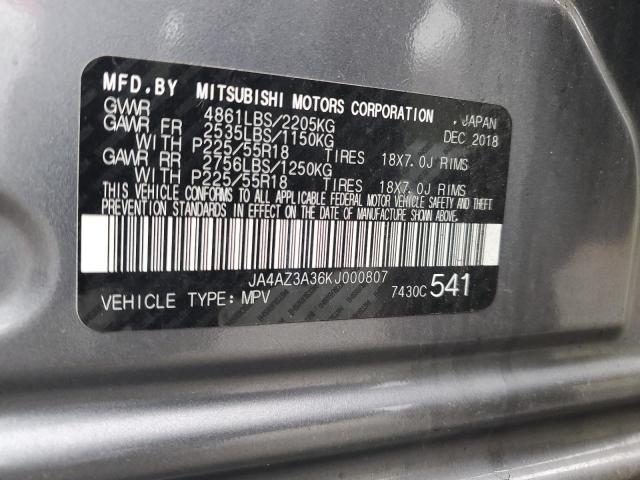 MFD.BY MITSUBISHI MOTORS CORPORATION , JAPAN
GVWR 4861LBS/2205KG DEC 2018
GAWR FR 2535LBS/1150KG
WITH P225/55R18 TIRES 18X7.0J RIMS
GAWR RR 2756LBS/1250KG
WITH P225/55R18 TIRES 18X7.0J RIMS
THIS VEHICLE CONFORMS TO ALL APPLICABLE FEDERAL MOTOR VEHICLE SAFETY AND THEFT
PREVENTION STANDARDS IN EFFECT ON THE DATE OF MANUFACTURE SHOWN ABOVE.
JA4AZ3A36KJ000807
VEHICLE TYPE: MPV 7430C 541